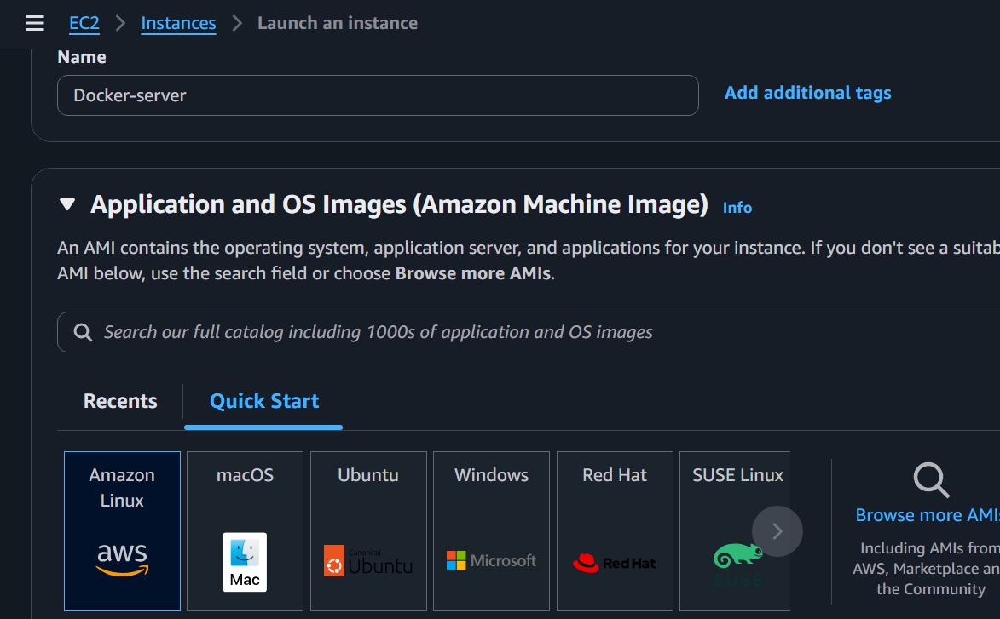 EC2 > Instances > Launch an instance
Name
Docker-server
Add additional tags
Application and OS Images (Amazon Machine Image) Info
An AMI contains the operating system, application server, and applications for your instance. If you don't see a suitab
AMI below, use the search field or choose Browse more AMIs.
Search our full catalog including 1000s of application and OS images
Recents
Quick Start
Amazon
Linux
aws
macOS
Mac
Ubuntu
Canonical
Ubuntu
Windows
Microsoft
Red Hat
Red Hat
SUSE Linux
SUSE
Browse more AMIs
Including AMIs from
AWS, Marketplace an
the Community